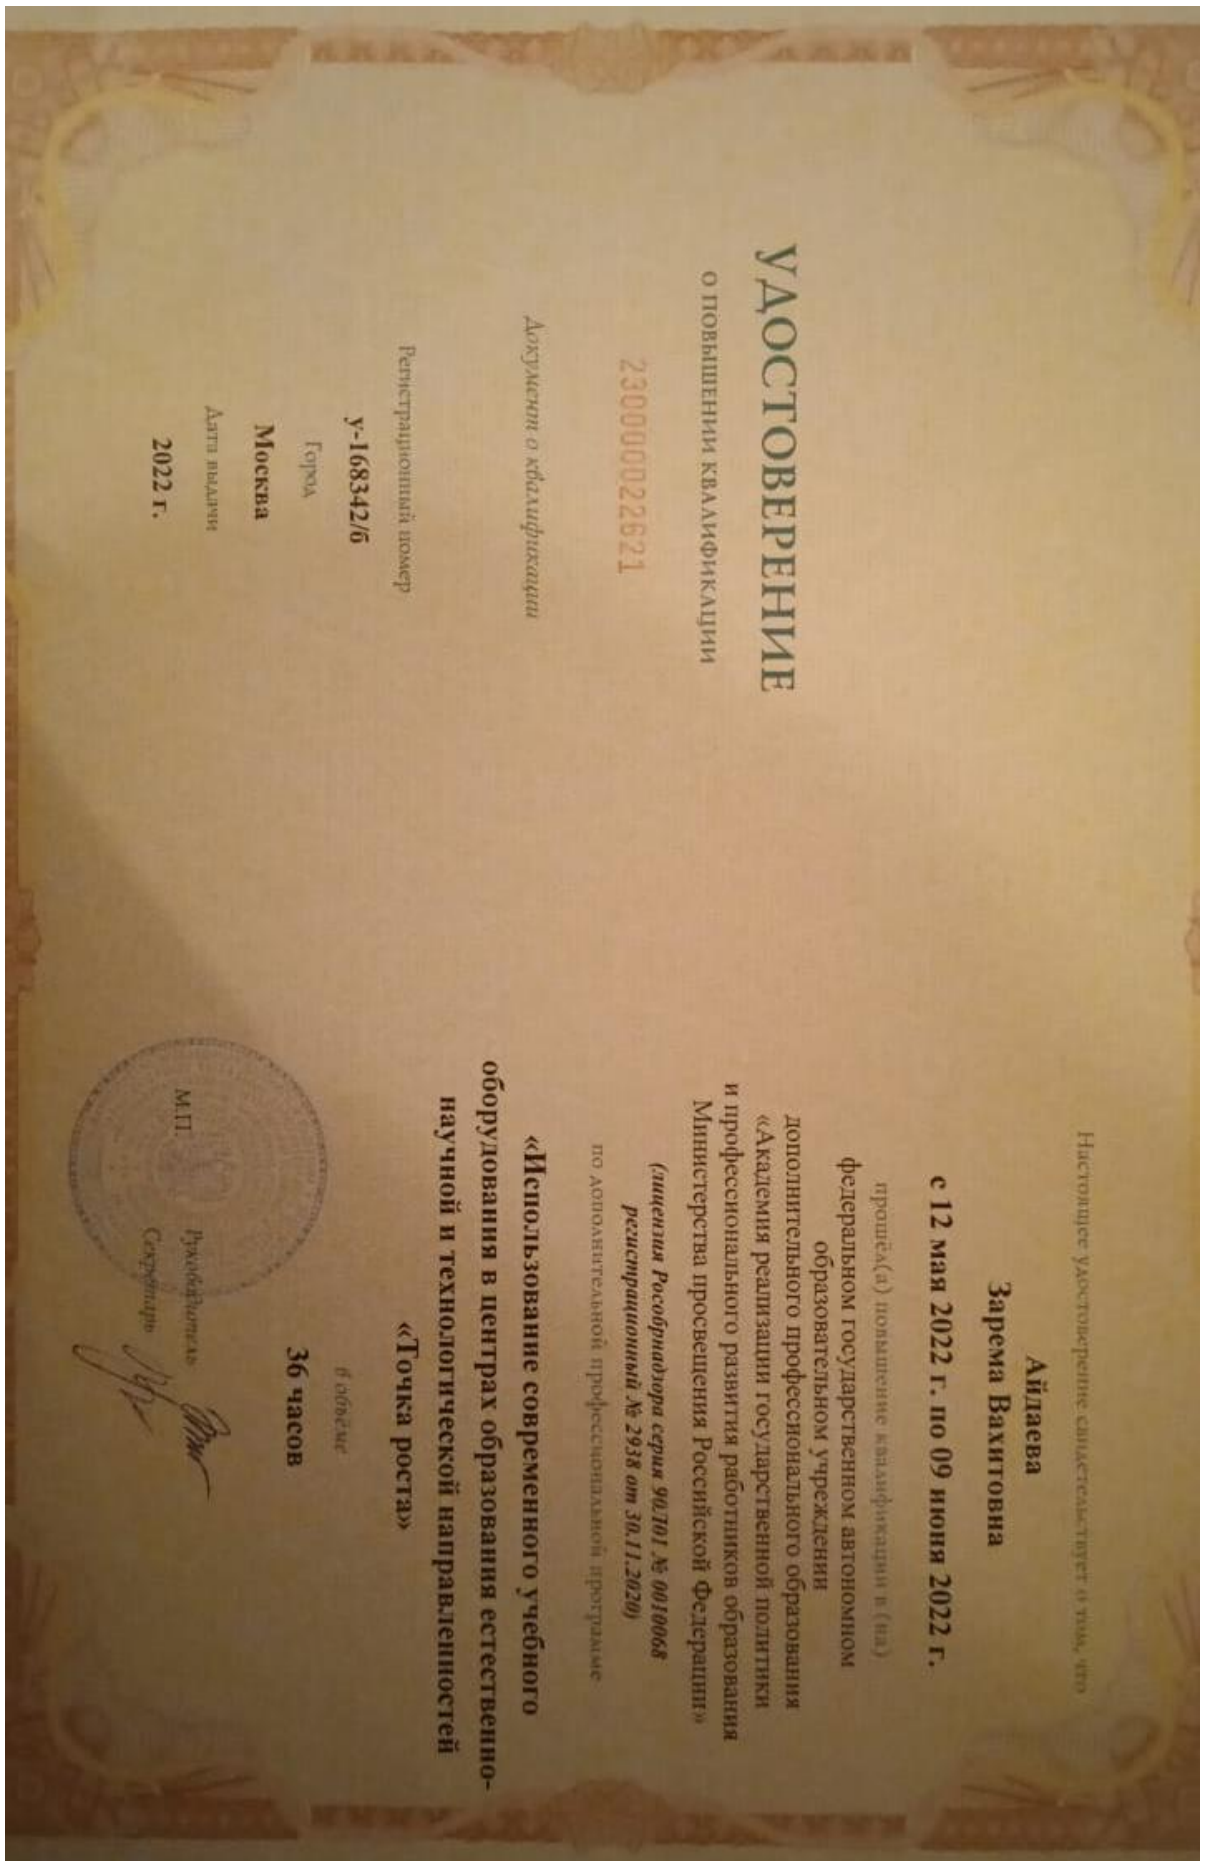 УДОСТОВЕРЕНИЕ
О ПОВЫШЕНИИ КВАЛИФИКАЦИИ
230000022621
Документ о квалификации
Регистрационный номер
у-168342/б
Город
Москва
Дата выдачи
2022 г.
Настоящее удостоверение свидетельствует о том, что
Айдаева
Зарема Вахитовна
с 12 мая 2022 г. по 09 июня 2022 г.
прошёл(а) повышение квалификации в (на)
федеральном государственном автономном
образовательном учреждении
дополнительного профессионального образования
«Академия реализации государственной политики
и профессионального развития работников образования
Министерства просвещения Российской Федерации»
(лицензия Рособрнадзора серия 90Л01 № 0010068
регистрационный № 2938 от 30.11.2020)
по дополнительной профессиональной программе
«Использование современного учебного
оборудования в центрах образования естественно-
научной и технологической направленностей
«Точка роста»
в объёме
36 часов
М.П.
Руководитель
Секретарь